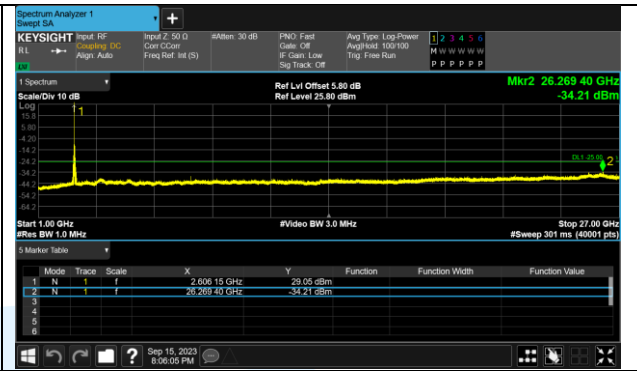 Spectrum Analyzer 1
Swept SA
+
KEYSIGHT Input: RF Input Z: 50 Ω #Atten: 30 dB PNO: Fast Avg Type: Log-Power 1 2 3 4 5 6
RL Coupling: DC Corr CCorr Gate: Off Avg|Hold: 100/100 M W W W W W
Align: Auto Freq Ref: Int (S) IF Gain: Low Trig: Free Run
Sig Track: Off P P P P P P
1 Spectrum Ref Lvl Offset 5.80 dB Mkr2 26.269 40 GHz
Scale/Div 10 dB Ref Level 25.80 dBm -34.21 dBm
Log
15.8 1
5.80
-4.20
-14.2
-24.2 DL1 -25.00 2
-34.2
-44.2
-54.2
-64.2
Start 1.00 GHz #Video BW 3.0 MHz Stop 27.00 GHz
#Res BW 1.0 MHz #Sweep 301 ms (40001 pts)
5 Marker Table
Mode Trace Scale X Y Function Function Width Function Value
1 N 1 f 2.606 15 GHz 29.05 dBm
2 N 1 f 26.269 40 GHz -34.21 dBm
3
4
5
6
? Sep 15, 2023
8:06:05 PM